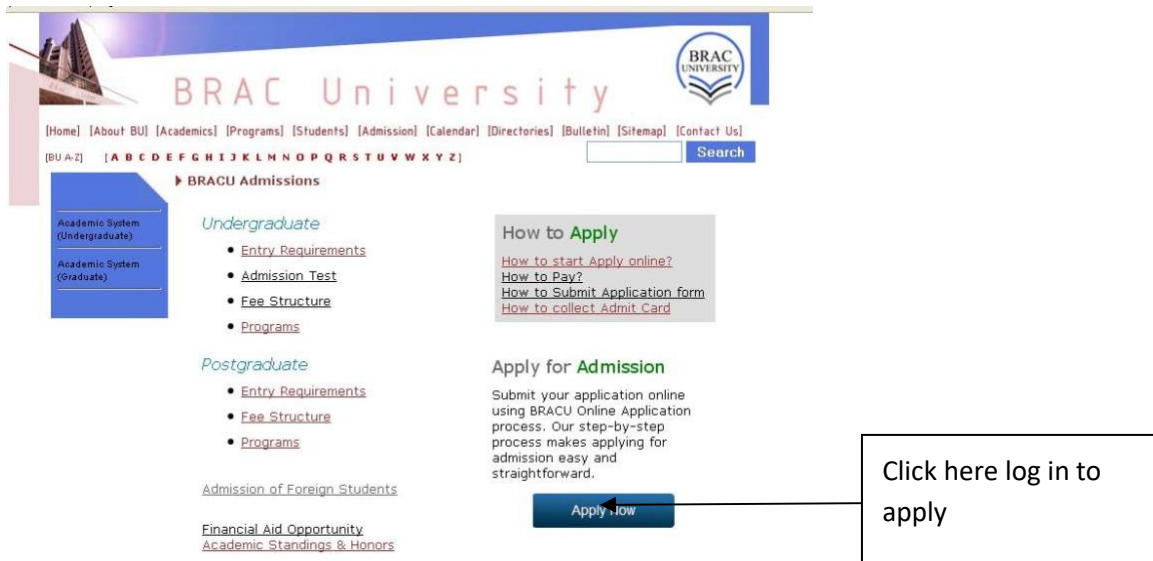 BRAC
UNIVERSITY
BRAC University
[Home] [About BU] [Academics] [Programs] [Students] [Admission] [Calendar] [Directories] [Bulletin] [Sitemap] [Contact Us]
[BU A-Z] [A B C D E F G H I J K L M N O P Q R S T U V W X Y Z]
Search
BRACU Admissions
Academic System
(Undergraduate)
Academic System
(Graduate)
Undergraduate
Entry Requirements
Admission Test
Fee Structure
Programs
Postgraduate
Entry Requirements
Fee Structure
Programs
Admission of Foreign Students
Financial Aid Opportunity
Academic Standings & Honors
How to Apply
How to start Apply online?
How to Pay?
How to Submit Application form
How to collect Admit Card
Apply for Admission
Submit your application online
using BRACU Online Application
process. Our step-by-step
process makes applying for
admission easy and
straightforward.
Apply Now
Click here log in to
apply